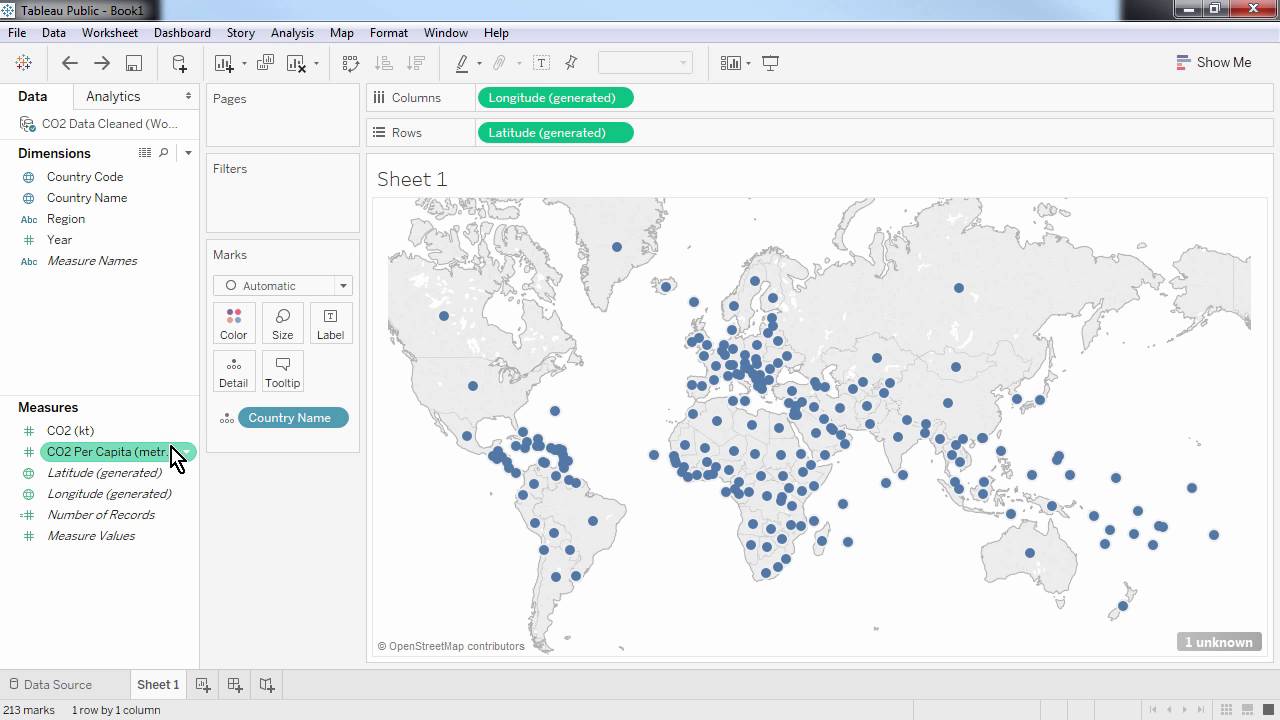 Tableau Public - Book1
File Data Worksheet Dashboard Story Analysis Map Format Window Help
Show Me
Data Analytics
CO2 Data Cleaned (Wo...
Dimensions
Country Code
Country Name
Abc Region
Year
Abc Measure Names
Measures
CO2 (kt)
CO2 Per Capita (metr..
Latitude (generated)
Longitude (generated)
Number of Records
Measure Values
Pages
Filters
Marks
Automatic
Color Size Label
Detail Tooltip
Country Name
Columns Longitude (generated)
Rows Latitude (generated)
Sheet 1
© OpenStreetMap contributors
1 unknown
Data Source Sheet 1
213 marks 1 row by 1 column